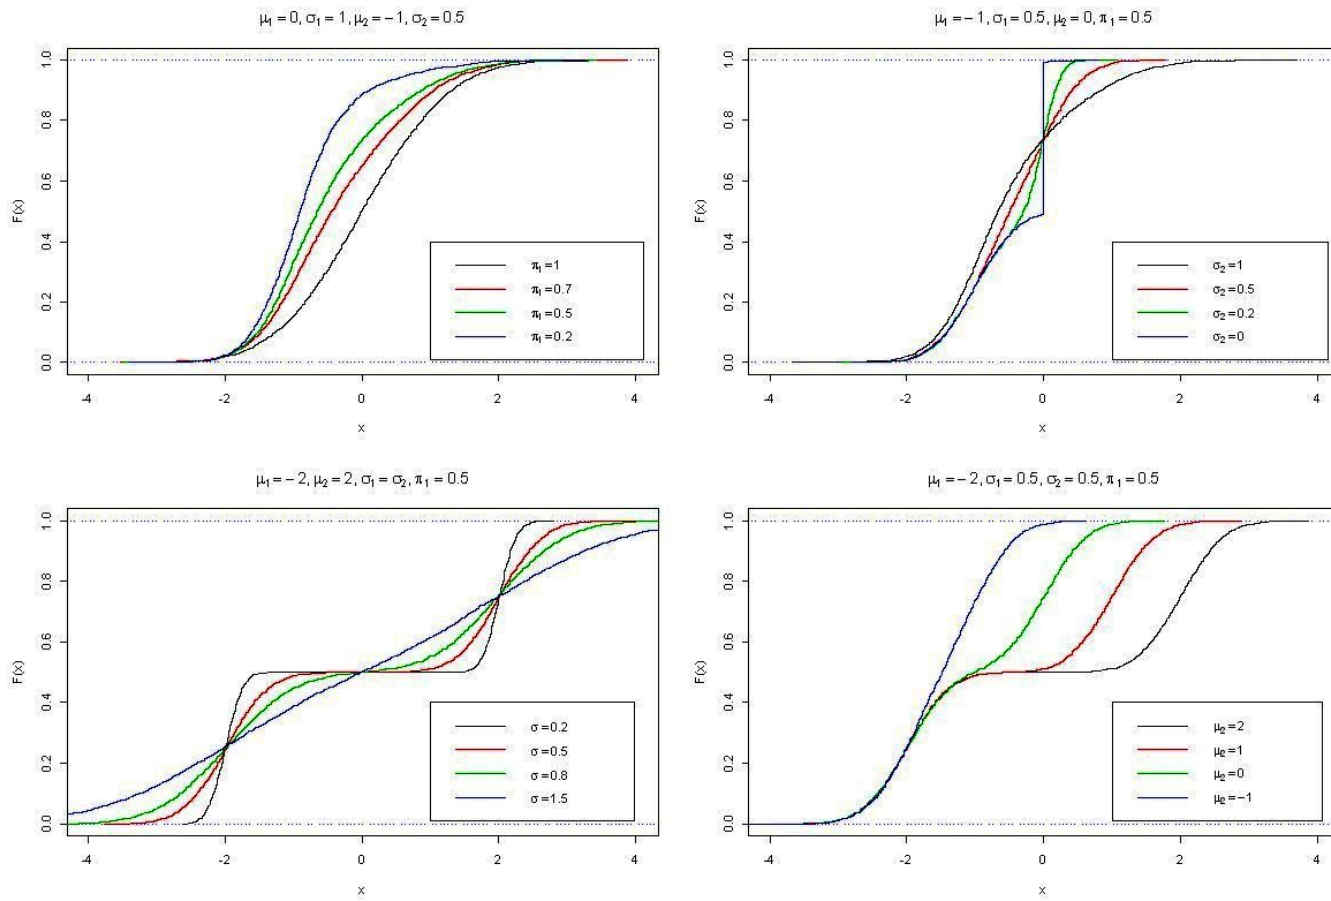 μ₁=0, σ₁=1, μ₂=−1, σ₂=0.5
F(x)
1.0
0.8
0.6
0.4
0.2
0.0
π₁=1
π₁=0.7
π₁=0.5
π₁=0.2
-4 -2 0 2 4
x
μ₁=−1, σ₁=0.5, μ₂=0, π₁=0.5
F(x)
1.0
0.8
0.6
0.4
0.2
0.0
σ₂=1
σ₂=0.5
σ₂=0.2
σ₂=0
-4 -2 0 2 4
x
μ₁=−2, μ₂=2, σ₁=σ₂, π₁=0.5
F(x)
1.0
0.8
0.6
0.4
0.2
0.0
σ=0.2
σ=0.5
σ=0.8
σ=1.5
-4 -2 0 2 4
x
μ₁=−2, σ₁=0.5, σ₂=0.5, π₁=0.5
F(x)
1.0
0.8
0.6
0.4
0.2
0.0
μ₂=2
μ₂=1
μ₂=0
μ₂=−1
-4 -2 0 2 4
x